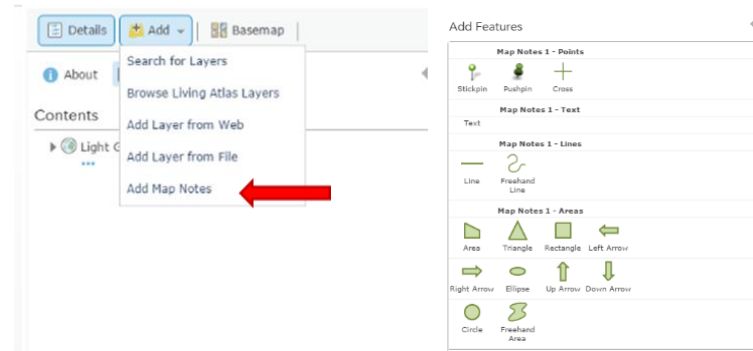 Details
Add
Basemap
About
Contents
Light G
Search for Layers
Browse Living Atlas Layers
Add Layer from Web
Add Layer from File
Add Map Notes
Add Features
Map Notes 1 - Points
Stickpin Pushpin Cross
Map Notes 1 - Text
Text
Map Notes 1 - Lines
Line Freehand Line
Map Notes 1 - Areas
Area Triangle Rectangle Left Arrow
Right Arrow Ellipse Up Arrow Down Arrow
Circle Freehand Area